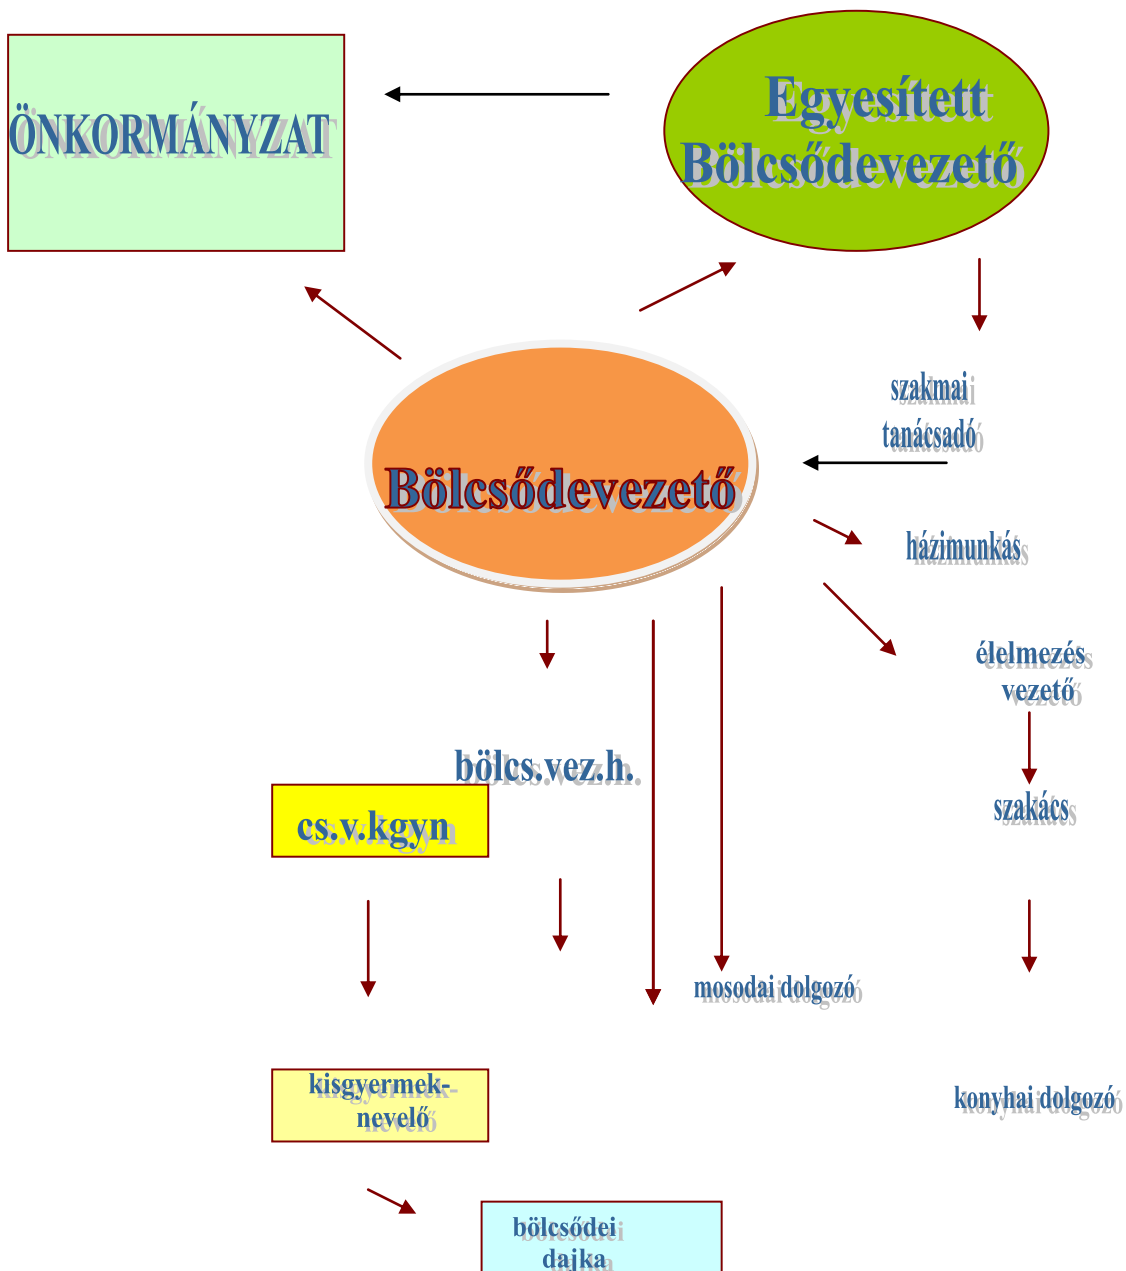 ÖNKORMÁNYZAT
Egyesített
Bölcsődevezető
szakmai
tanácsadó
Bölcsődevezető
házimunkás
élelmezés
vezető
bölcs.vez.h.
cs.v.kgyn
szakács
mosodai dolgozó
kisgyermek-
nevelő
konyhai dolgozó
bölcsődei
dajka